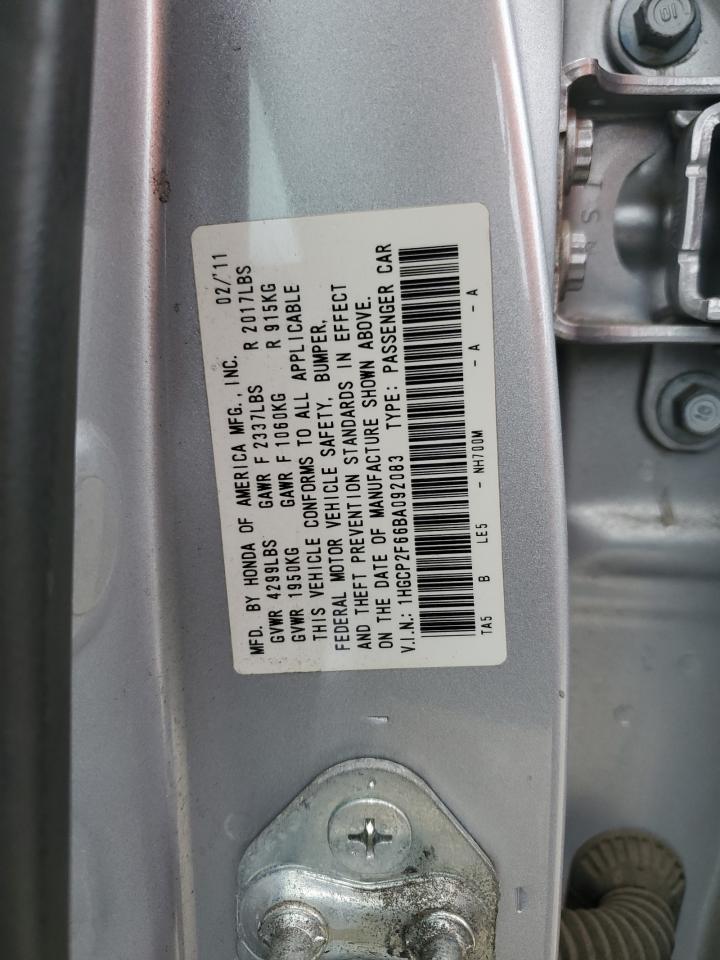 MFD. BY HONDA OF AMERICA MFG., INC. 02/'11
GVWR 4299LBS GAWR F 2337LBS R 2017LBS
GVWR 1950KG GAWR F 1060KG R 915KG
THIS VEHICLE CONFORMS TO ALL APPLICABLE
FEDERAL MOTOR VEHICLE SAFETY, BUMPER,
AND THEFT PREVENTION STANDARDS IN EFFECT
ON THE DATE OF MANUFACTURE SHOWN ABOVE.
V.I.N.: 1HGCP2F66BA092083 TYPE: PASSENGER CAR
TA5 B LE5 - NH700M - A - A